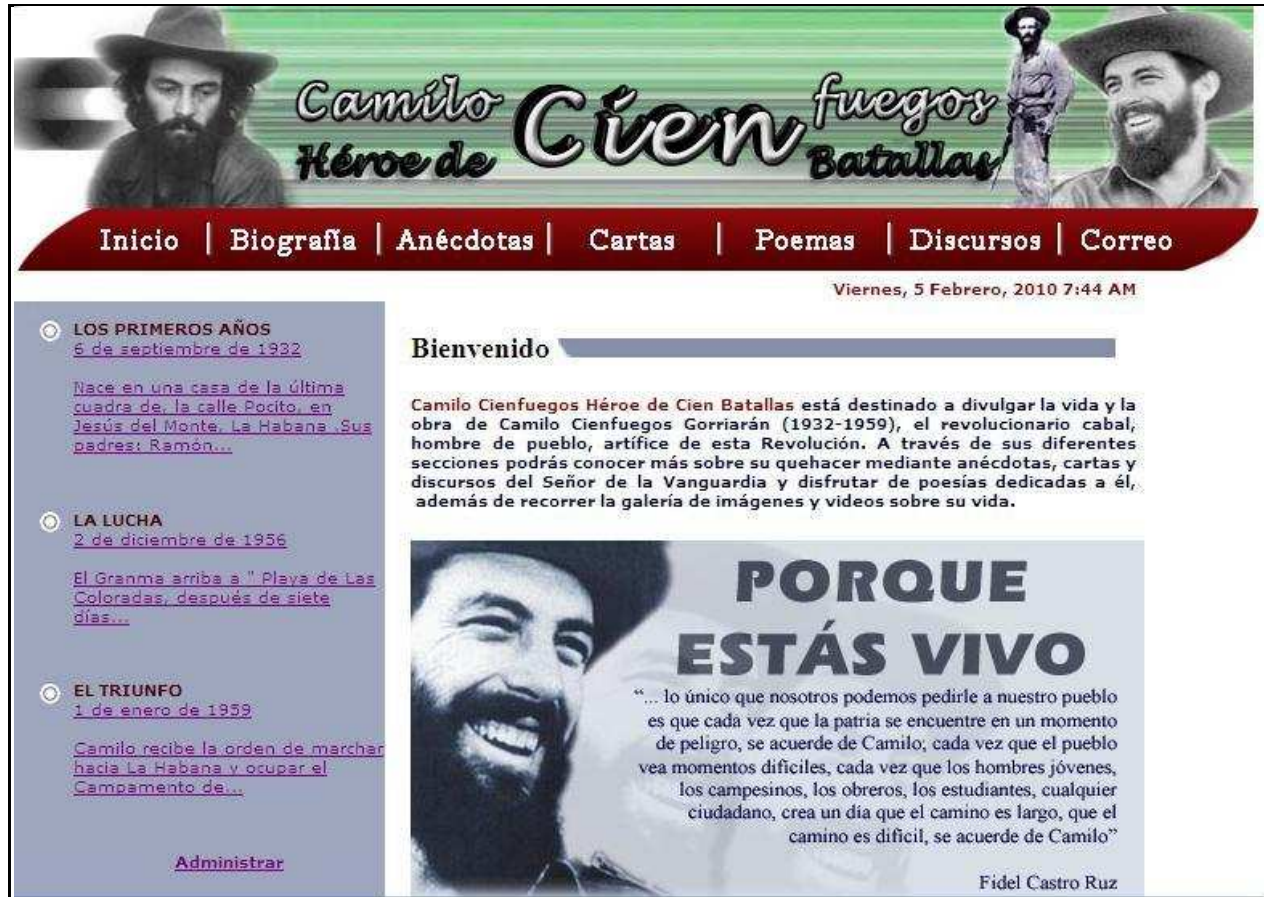 Camilo Cien fuegos
Héroe de Batallas
Inicio | Biografía | Anécdotas | Cartas | Poemas | Discursos | Correo
Viernes, 5 Febrero, 2010 7:44 AM
LOS PRIMEROS AÑOS
6 de septiembre de 1932
Nace en una casa de la última
cuadra de, la calle Pocito, en
Jesús del Monte, La Habana .Sus
padres: Ramón...
LA LUCHA
2 de diciembre de 1956
El Granma arriba a " Playa de Las
Coloradas, después de siete
días...
EL TRIUNFO
1 de enero de 1959
Camilo recibe la orden de marchar
hacia La Habana y ocupar el
Campamento de...
Administrar
Bienvenido
Camilo Cienfuegos Héroe de Cien Batallas está destinado a divulgar la vida y la
obra de Camilo Cienfuegos Gorriarán (1932-1959), el revolucionario cabal,
hombre de pueblo, artífice de esta Revolución. A través de sus diferentes
secciones podrás conocer más sobre su quehacer mediante anécdotas, cartas y
discursos del Señor de la Vanguardia y disfrutar de poesías dedicadas a él,
además de recorrer la galería de imágenes y videos sobre su vida.
PORQUE
ESTÁS VIVO
“... lo único que nosotros podemos pedirle a nuestro pueblo
es que cada vez que la patria se encuentre en un momento
de peligro, se acuerde de Camilo; cada vez que el pueblo
vea momentos difíciles, cada vez que los hombres jóvenes,
los campesinos, los obreros, los estudiantes, cualquier
ciudadano, crea un día que el camino es largo, que el
camino es difícil, se acuerde de Camilo”
Fidel Castro Ruz